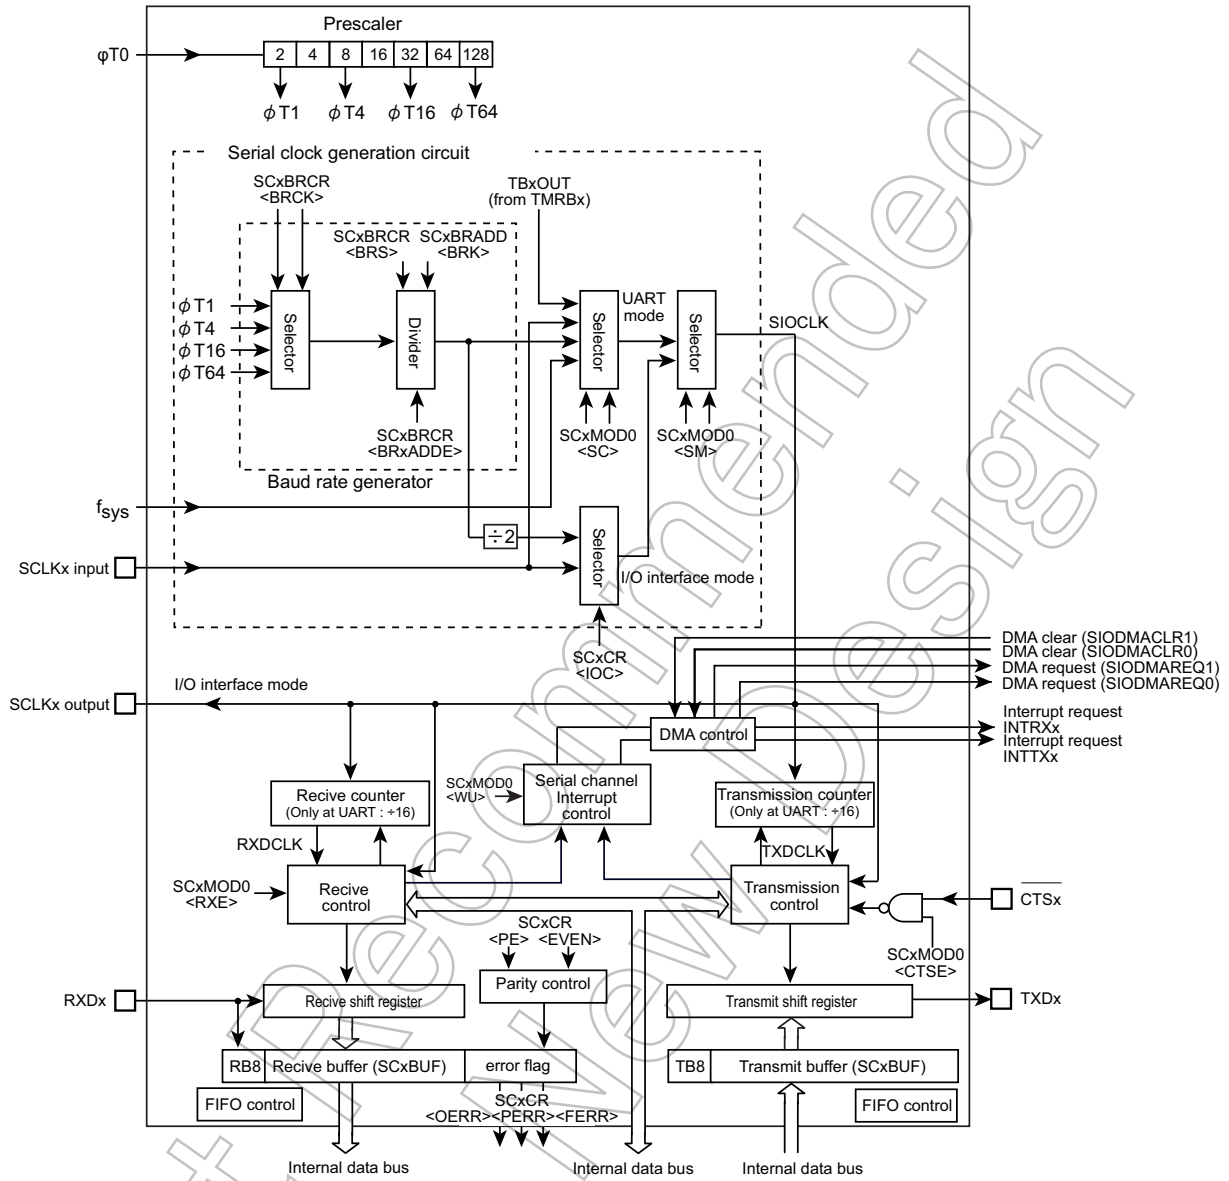 Prescaler
φT0
2 4 8 16 32 64 128
ϕT1 ϕT4 ϕT16 ϕT64
Serial clock generation circuit
SCxBRCR
<BRCK>
TBxOUT
(from TMRBx)
SCxBRCR
<BRS>
SCxBRADD
<BRK>
ϕT1
ϕT4
ϕT16
ϕT64
Selector
Divider
Selector
UART
mode
Selector
SIOCLK
SCxBRCR
<BRxADDE>
SCxMOD0
<SC>
SCxMOD0
<SM>
Baud rate generator
fsys
÷2
Selector
SCLKx input
I/O interface mode
SCxCR
<IOC>
DMA clear (SIODMACLR1)
DMA clear (SIODMACLR0)
DMA request (SIODMAREQ1)
DMA request (SIODMAREQ0)
I/O interface mode
SCLKx output
Interrupt request
INTRXx
Interrupt request
INTTXx
DMA control
SCxMOD0
<WU>
Serial channel
Interrupt
control
Recive counter
(Only at UART : ÷16)
Transmission counter
(Only at UART : ÷16)
RXDCLK
TXDCLK
SCxMOD0
<RXE>
Recive
control
Transmission
control
CTSx
SCxMOD0
<CTSE>
SCxCR
<PE> <EVEN>
Parity control
RXDx
Recive shift register
Transmit shift register
TXDx
RB8 Recive buffer (SCxBUF) error flag
TB8 Transmit buffer (SCxBUF)
FIFO control
SCxCR
<OERR><PERR><FERR>
FIFO control
Internal data bus
Internal data bus
Internal data bus
Not Recommended
for New Design